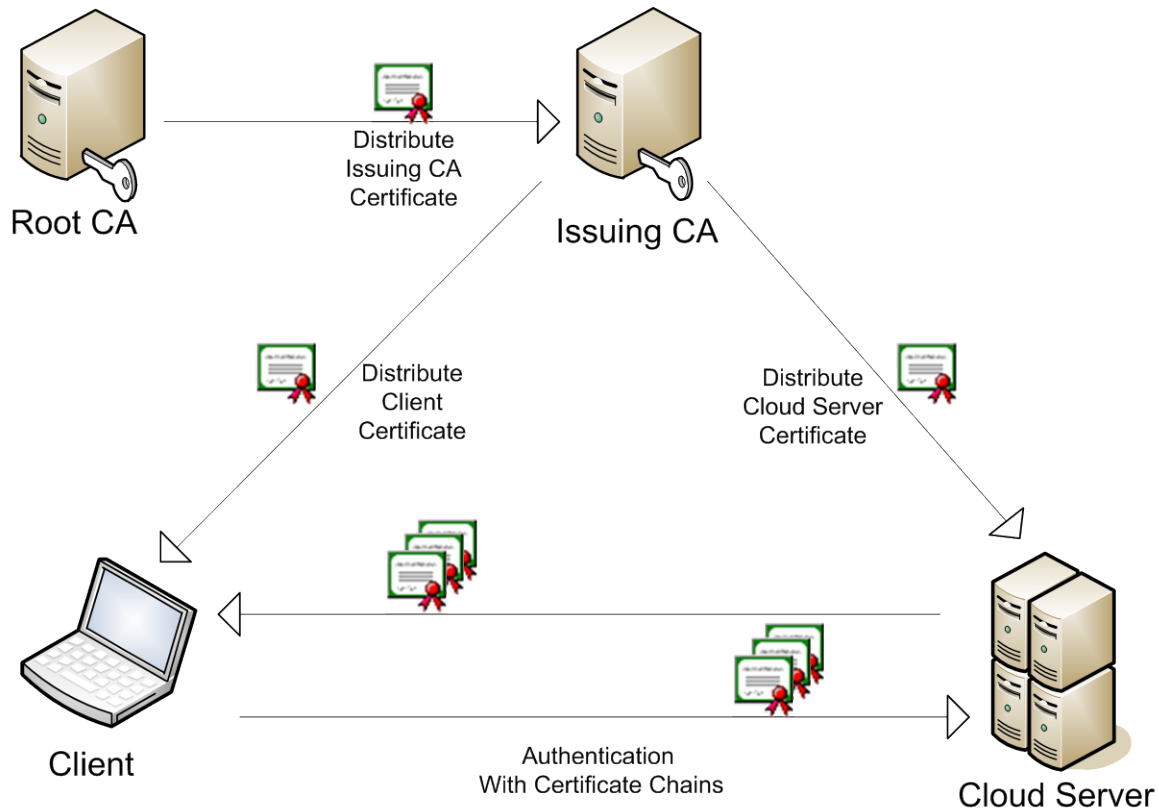 Distribute
Issuing CA
Certificate
Root CA
Issuing CA
Distribute
Client
Certificate
Distribute
Cloud Server
Certificate
Client
Authentication
With Certificate Chains
Cloud Server